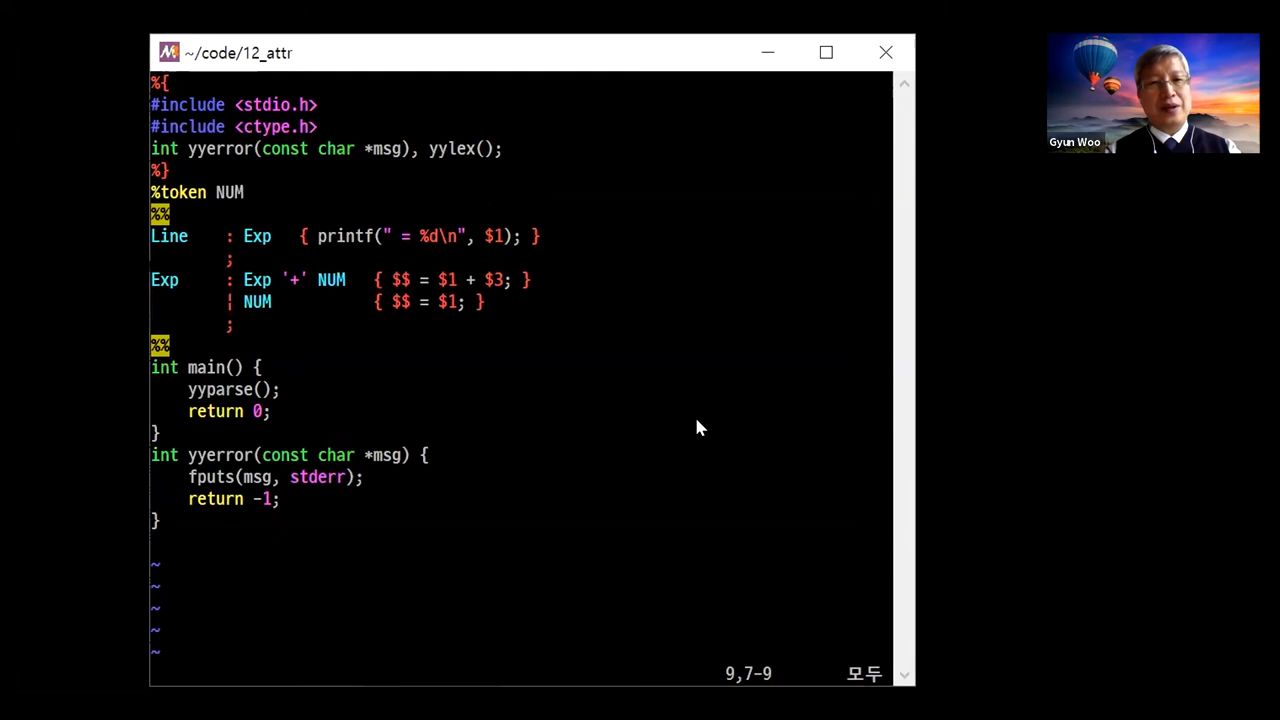 ~/code/12_attr
%{
#include <stdio.h>
#include <ctype.h>
int yyerror(const char *msg), yylex();
%}
%token NUM
%%
Line    : Exp   { printf(" = %d\n", $1); }
        ;
Exp     : Exp '+' NUM   { $$ = $1 + $3; }
        | NUM           { $$ = $1; }
        ;
%%
int main() {
    yyparse();
    return 0;
}
int yyerror(const char *msg) {
    fputs(msg, stderr);
    return -1;
}
~
~
~
~
~
9,7-9 모두
Gyun Woo